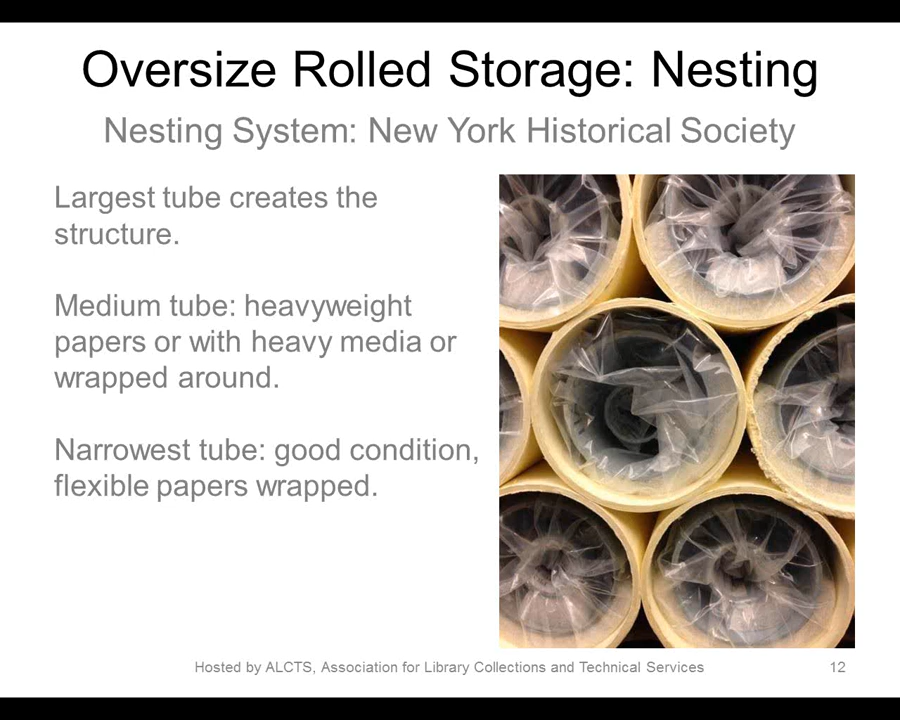 Oversize Rolled Storage: Nesting
Nesting System: New York Historical Society
Largest tube creates the
structure.
Medium tube: heavyweight
papers or with heavy media or
wrapped around.
Narrowest tube: good condition,
flexible papers wrapped.
Hosted by ALCTS, Association for Library Collections and Technical Services
12